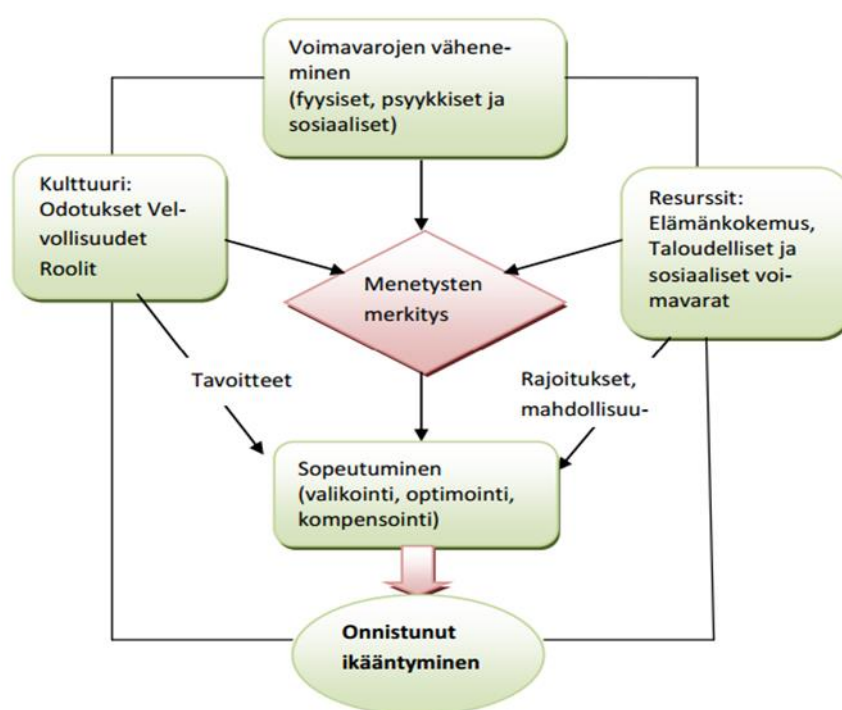 Voimavarojen vähene-
minen
(fyysiset, psyykkiset ja
sosiaaliset)
Kulttuuri:
Odotukset Vel-
vollisuudet
Roolit
Resurssit:
Elämänkokemus,
Taloudelliset ja
sosiaaliset voi-
mavarat
Menetysten
merkitys
Tavoitteet
Rajoitukset,
mahdollisuu-
Sopeutuminen
(valikointi, optimointi,
kompensointi)
Onnistunut
ikääntyminen